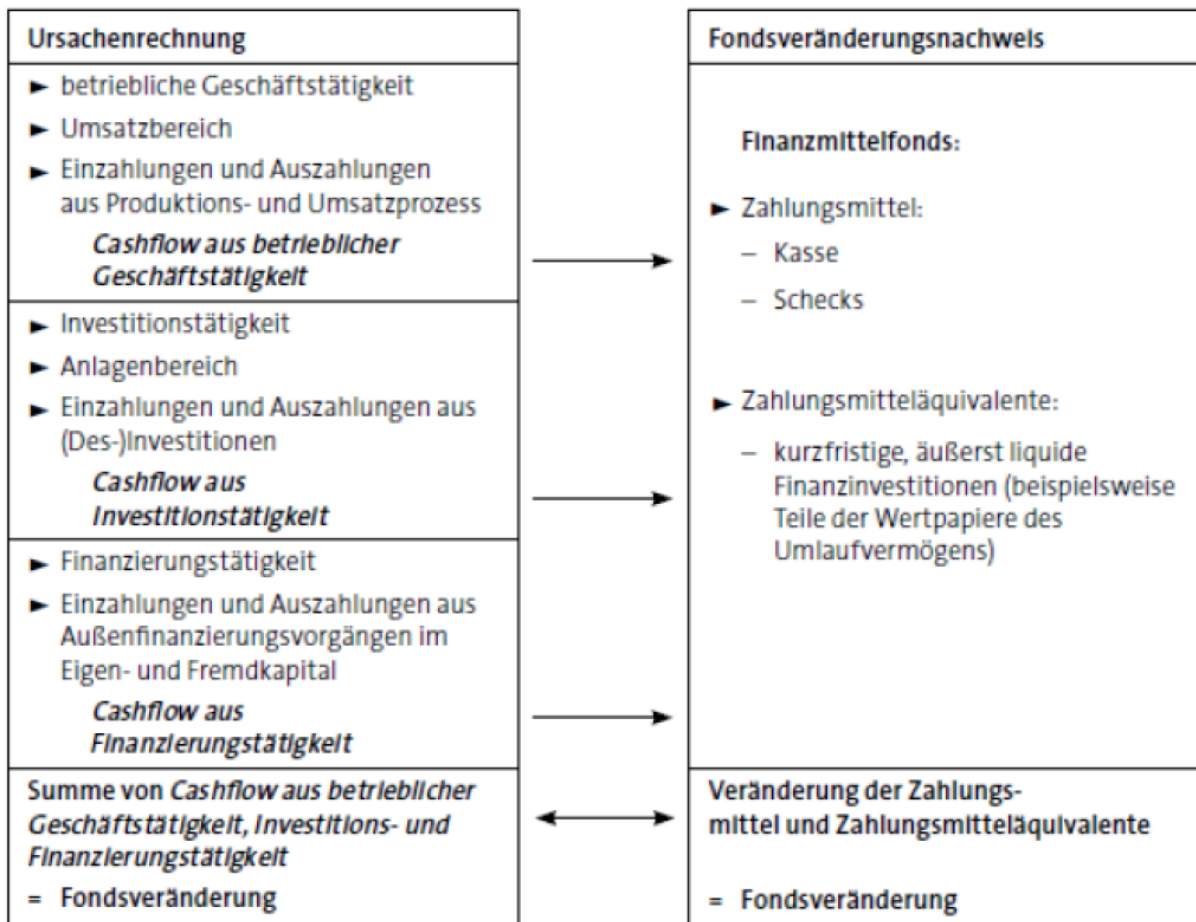 Ursachenrechnung
► betriebliche Geschäftstätigkeit
► Umsatzbereich
► Einzahlungen und Auszahlungen
aus Produktions- und Umsatzprozess
Cashflow aus betrieblicher
Geschäftstätigkeit
► Investitionstätigkeit
► Anlagenbereich
► Einzahlungen und Auszahlungen aus
(Des-)Investitionen
Cashflow aus
Investitionstätigkeit
► Finanzierungstätigkeit
► Einzahlungen und Auszahlungen aus
Außenfinanzierungsvorgängen im
Eigen- und Fremdkapital
Cashflow aus
Finanzierungstätigkeit
Summe von Cashflow aus betrieblicher
Geschäftstätigkeit, Investitions- und
Finanzierungstätigkeit
= Fondsveränderung
Fondsveränderungsnachweis
Finanzmittelfonds:
► Zahlungsmittel:
– Kasse
– Schecks
► Zahlungsmitteläquivalente:
– kurzfristige, äußerst liquide
Finanzinvestitionen (beispielsweise
Teile der Wertpapiere des
Umlaufvermögens)
Veränderung der Zahlungs-
mittel und Zahlungsmitteläquivalente
= Fondsveränderung